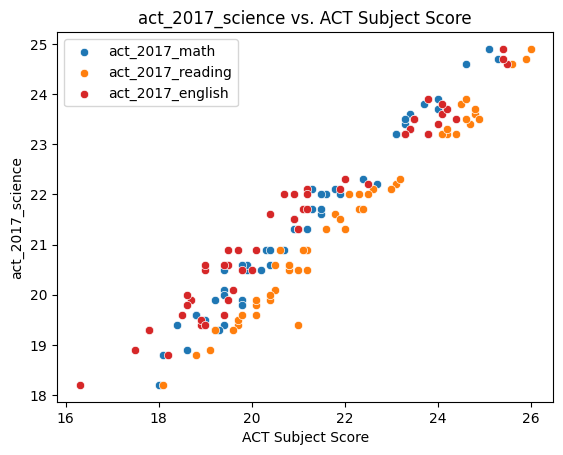 act_2017_science vs. ACT Subject Score
act_2017_math
act_2017_reading
act_2017_english
25
24
23
22
21
20
19
18
act_2017_science
16 18 20 22 24 26
ACT Subject Score